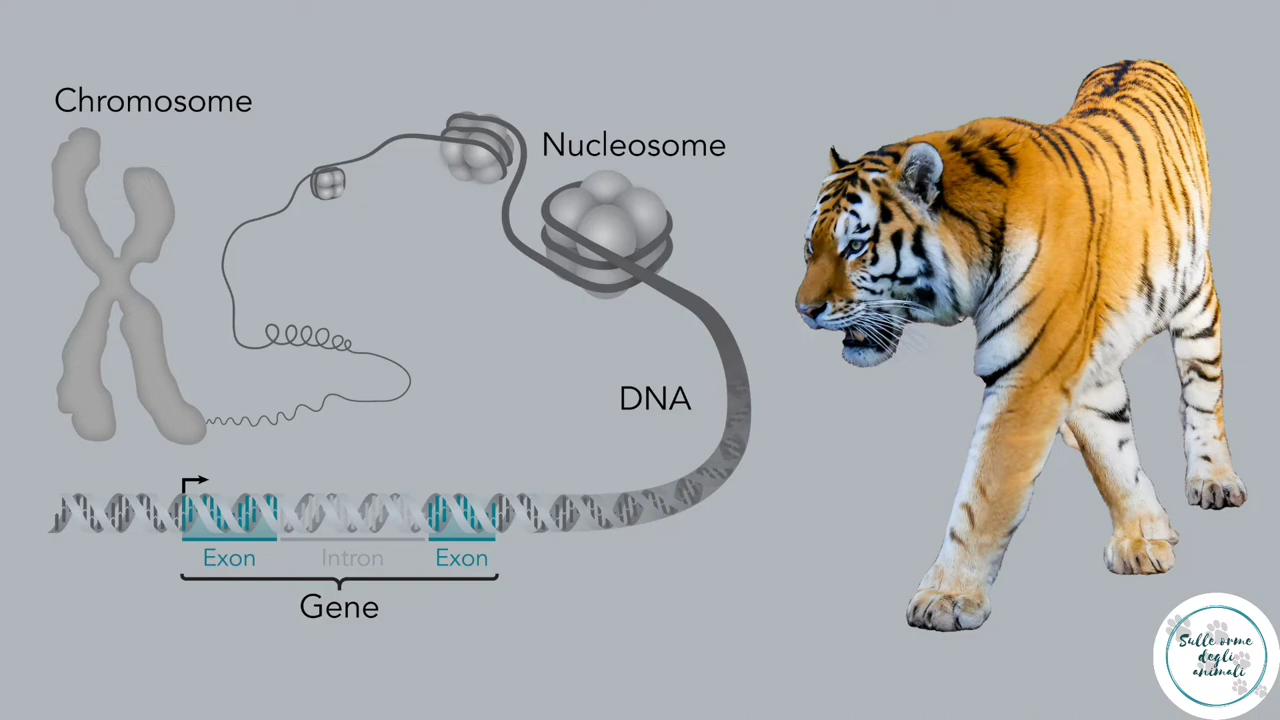 Chromosome
Nucleosome
DNA
Exon
Intron
Exon
Gene
Sulle orme
degli
animali